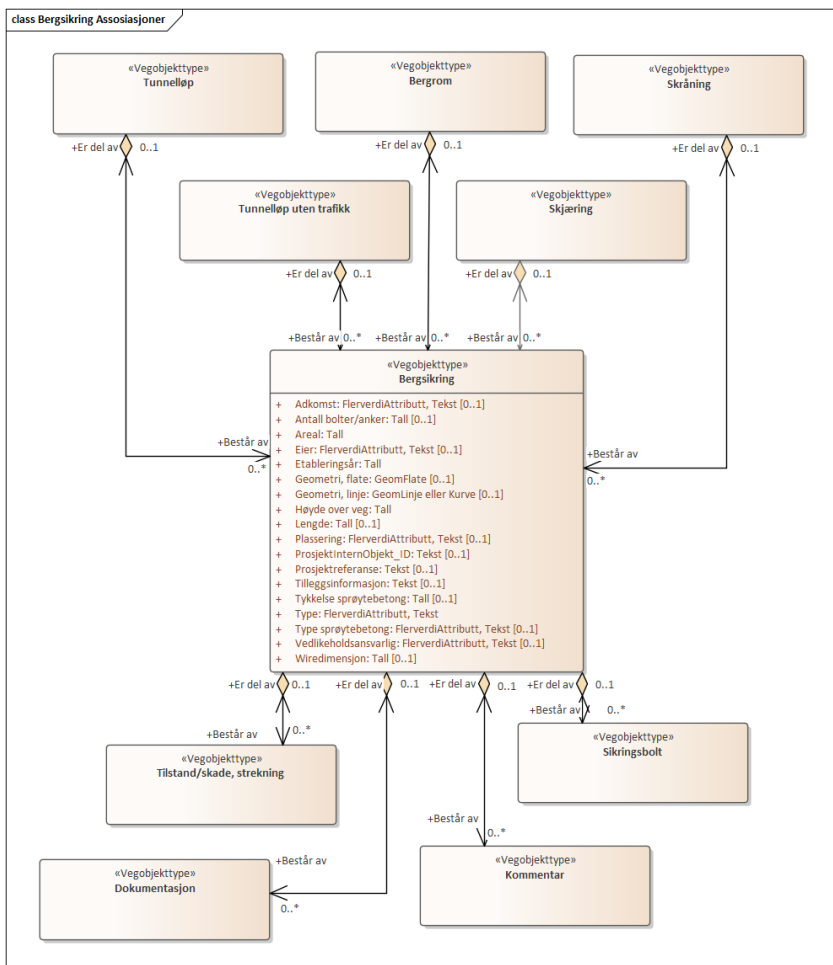 class Bergsikring Assosiasjoner
«Vegobjekttype»
Tunnelløp
«Vegobjekttype»
Bergrom
«Vegobjekttype»
Skråning
+Er del av 0..1
+Er del av 0..1
+Er del av 0..1
«Vegobjekttype»
Tunnelløp uten trafikk
«Vegobjekttype»
Skjæring
+Er del av 0..1
+Er del av 0..1
+Består av 0..*
+Består av 0..*
+Består av 0..*
«Vegobjekttype»
Bergsikring
+ Adkomst: FlerverdiAttributt, Tekst [0..1]
+ Antall bolter/anker: Tall [0..1]
+ Areal: Tall
+ Eier: FlerverdiAttributt, Tekst [0..1]
+ Etableringsår: Tall
+ Geometri, flate: GeomFlate [0..1]
+ Geometri, linje: GeomLinje eller Kurve [0..1]
+ Høyde over veg: Tall
+ Lengde: Tall [0..1]
+ Plassering: FlerverdiAttributt, Tekst [0..1]
+ ProsjektInternObjekt_ID: Tekst [0..1]
+ Prosjektreferanse: Tekst [0..1]
+ Tilleggsinformasjon: Tekst [0..1]
+ Tykkelse sprøytebetong: Tall [0..1]
+ Type: FlerverdiAttributt, Tekst
+ Type sprøytebetong: FlerverdiAttributt, Tekst [0..1]
+ Vedlikeholdsansvarlig: FlerverdiAttributt, Tekst [0..1]
+ Wiredimensjon: Tall [0..1]
+Består av
0..*
+Består av
0..*
+Er del av 0..1
+Er del av 0..1
+Er del av 0..1
+Er del av 0..1
+Består av 0..*
+Består av 0..*
«Vegobjekttype»
Tilstand/skade, strekning
«Vegobjekttype»
Sikringsbolt
+Består av
0..*
«Vegobjekttype»
Kommentar
+Består av
0..*
«Vegobjekttype»
Dokumentasjon